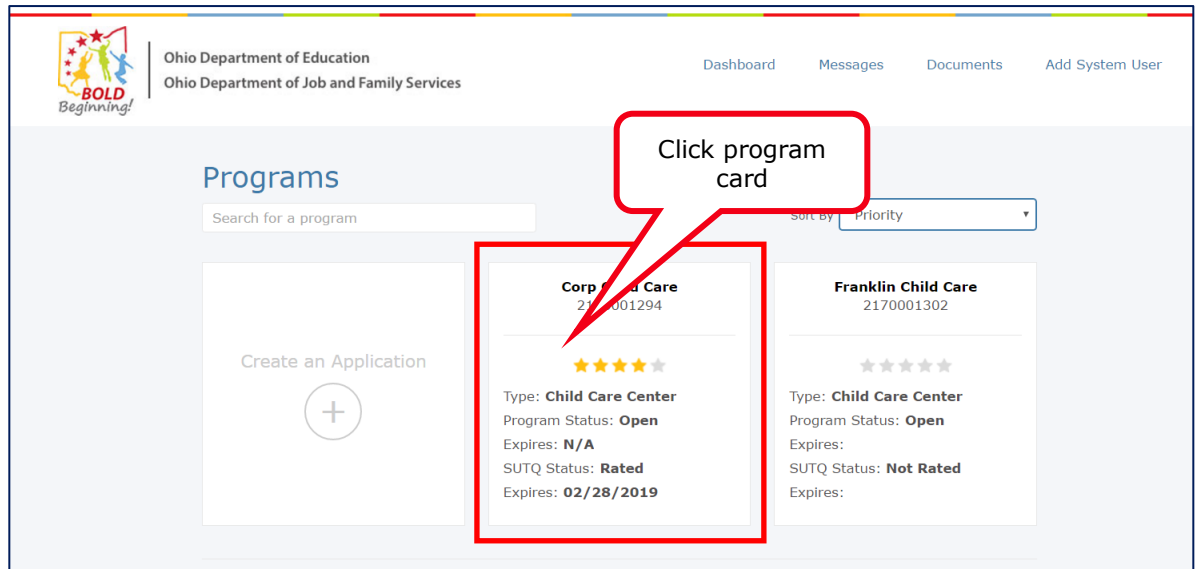 BOLD
Beginning!
Ohio Department of Education
Ohio Department of Job and Family Services
Dashboard Messages Documents Add System User
Click program
card
Programs
Search for a program
Sort By Priority
Create an Application
Corp Child Care
Type: Child Care Center
Program Status: Open
Expires: N/A
SUTQ Status: Rated
Expires: 02/28/2019
Franklin Child Care
2170001302
Type: Child Care Center
Program Status: Open
Expires:
SUTQ Status: Not Rated
Expires: